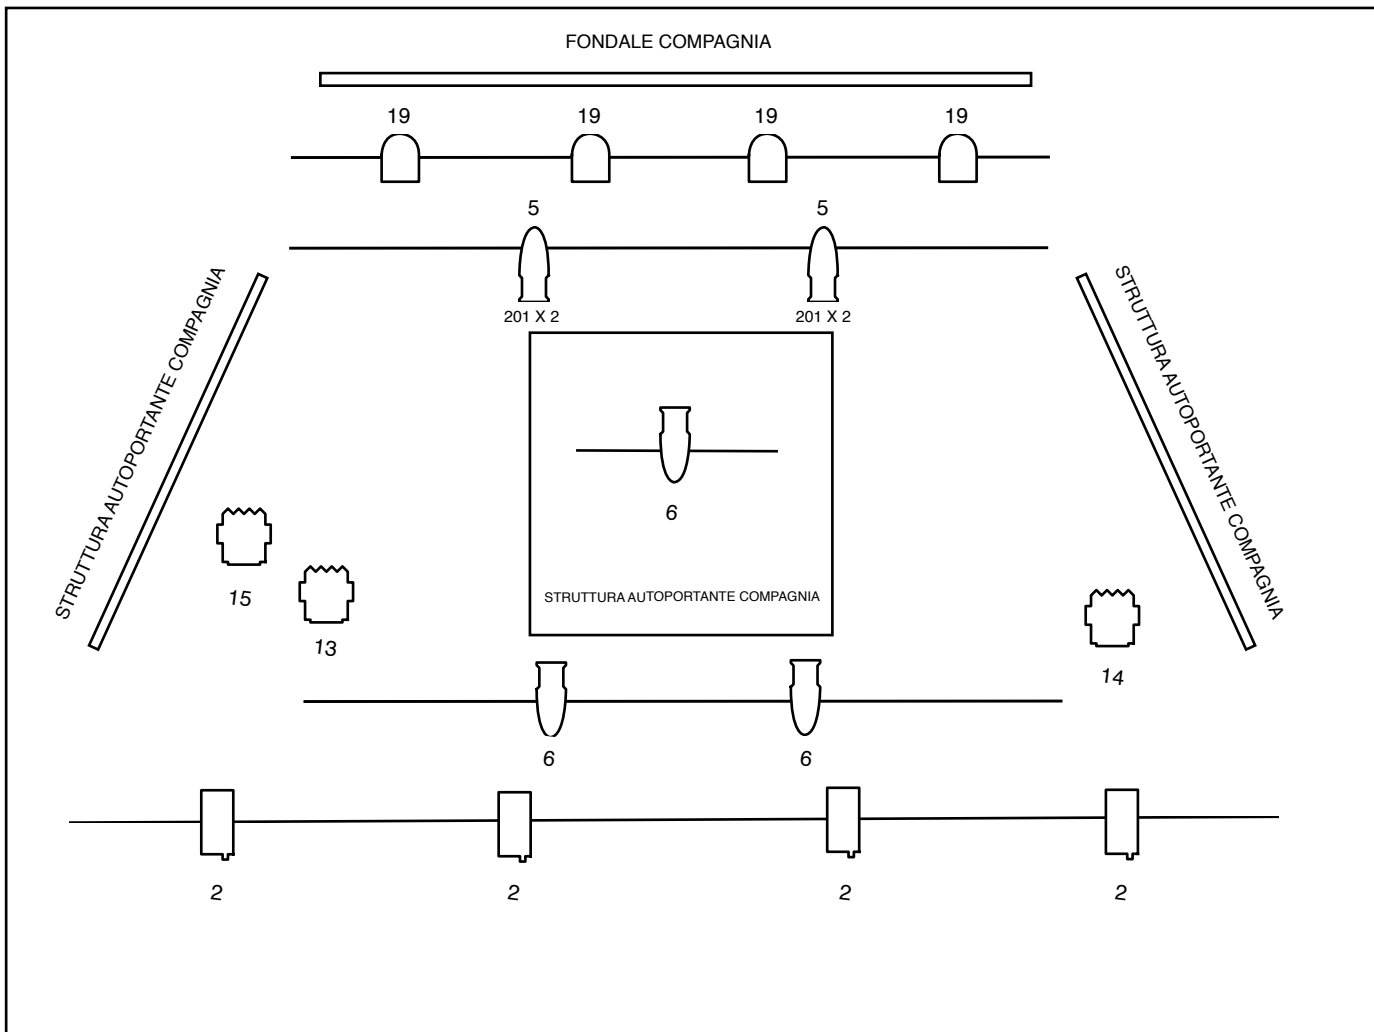 FONDALE COMPAGNIA
19 19 19 19
5 5
201 X 2 201 X 2
STRUTTURA AUTOPORTANTE COMPAGNIA
STRUTTURA AUTOPORTANTE COMPAGNIA
6
STRUTTURA AUTOPORTANTE COMPAGNIA
15
13
14
6 6
2 2 2 2